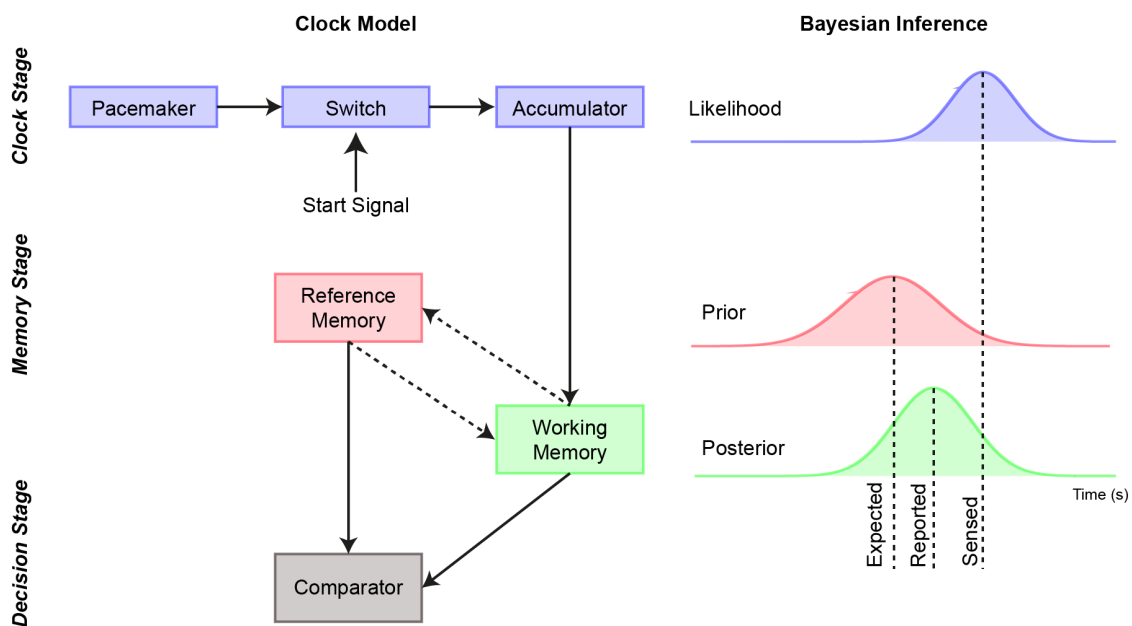 Clock Model
Bayesian Inference
Clock Stage
Pacemaker
Switch
Accumulator
Likelihood
Start Signal
Memory Stage
Reference
Memory
Prior
Working
Memory
Posterior
Time (s)
Expected
Reported
Sensed
Decision Stage
Comparator